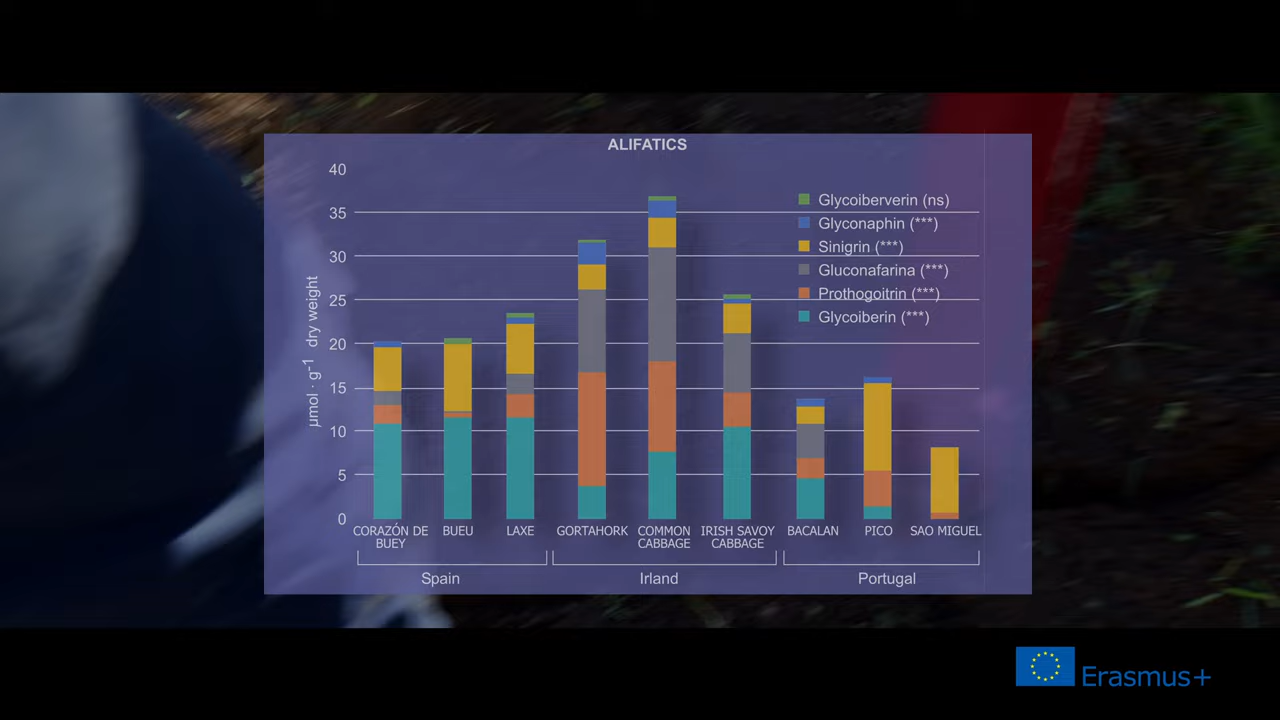 ALIFATICS
40
35
30
25
20
15
10
5
0
µmol · g-1 dry weight
Glycoiberverin (ns)
Glyconaphin (***)
Sinigrin (***)
Gluconafarina (***)
Prothogoitrin (***)
Glycoiberin (***)
CORAZÓN DE
BUEY
BUEU
LAXE
GORTAHORK
COMMON
CABBAGE
IRISH SAVOY
CABBAGE
BACALAN
PICO
SAO MIGUEL
Spain
Irland
Portugal
Erasmus+